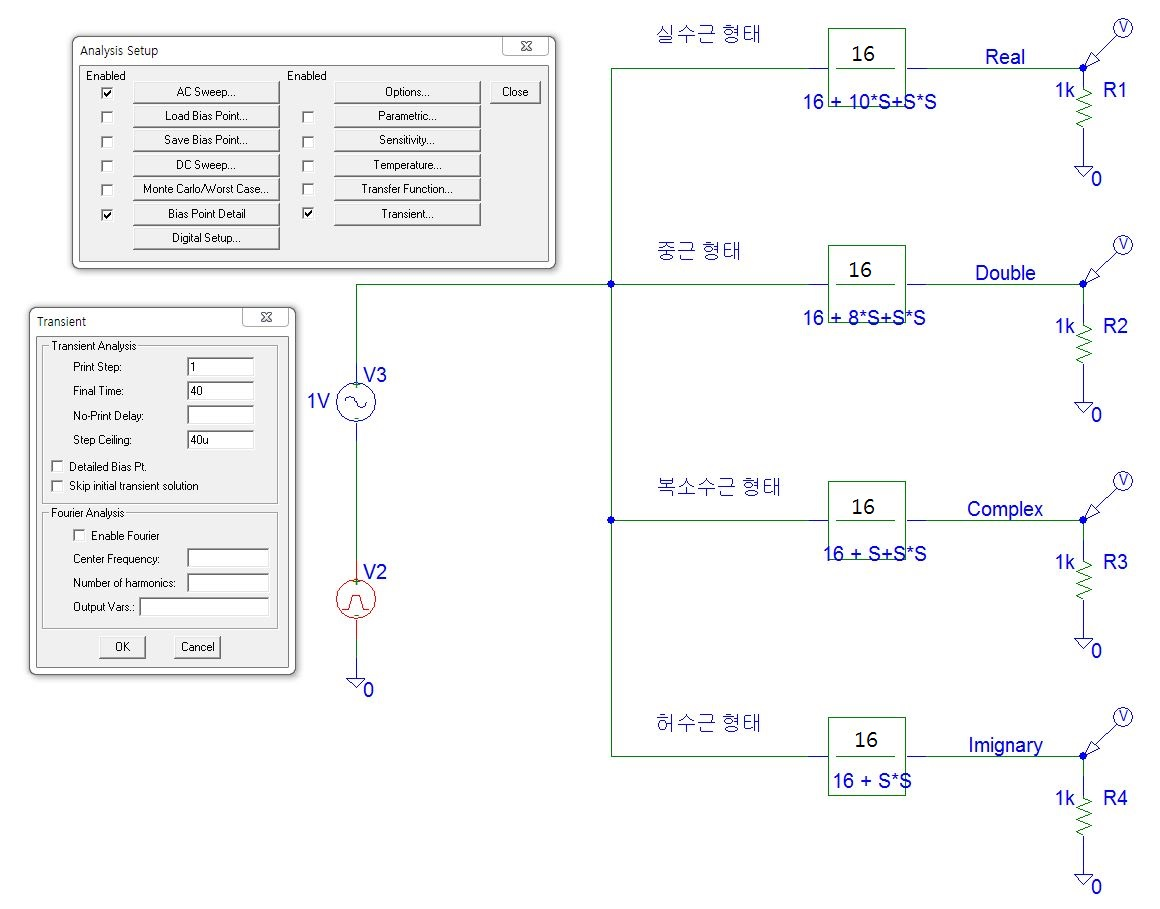 Analysis Setup
Enabled Enabled
AC Sweep... Options... Close
Load Bias Point... Parametric...
Save Bias Point... Sensitivity...
DC Sweep... Temperature...
Monte Carlo/Worst Case... Transfer Function...
Bias Point Detail Transient...
Digital Setup...
Transient
Transient Analysis
Print Step: 1
Final Time: 40
No-Print Delay:
Step Ceiling: 40u
Detailed Bias Pt.
Skip initial transient solution
Fourier Analysis
Enable Fourier
Center Frequency:
Number of harmonics:
Output Vars.:
OK Cancel
V3
1V
V2
0
실수근 형태
16
16 + 10*S+S*S
Real
V
1k R1
0
중근 형태
16
16 + 8*S+S*S
Double
V
1k R2
0
복소수근 형태
16
16 + S+S*S
Complex
V
1k R3
0
허수근 형태
16
16 + S*S
Imignary
V
1k R4
0